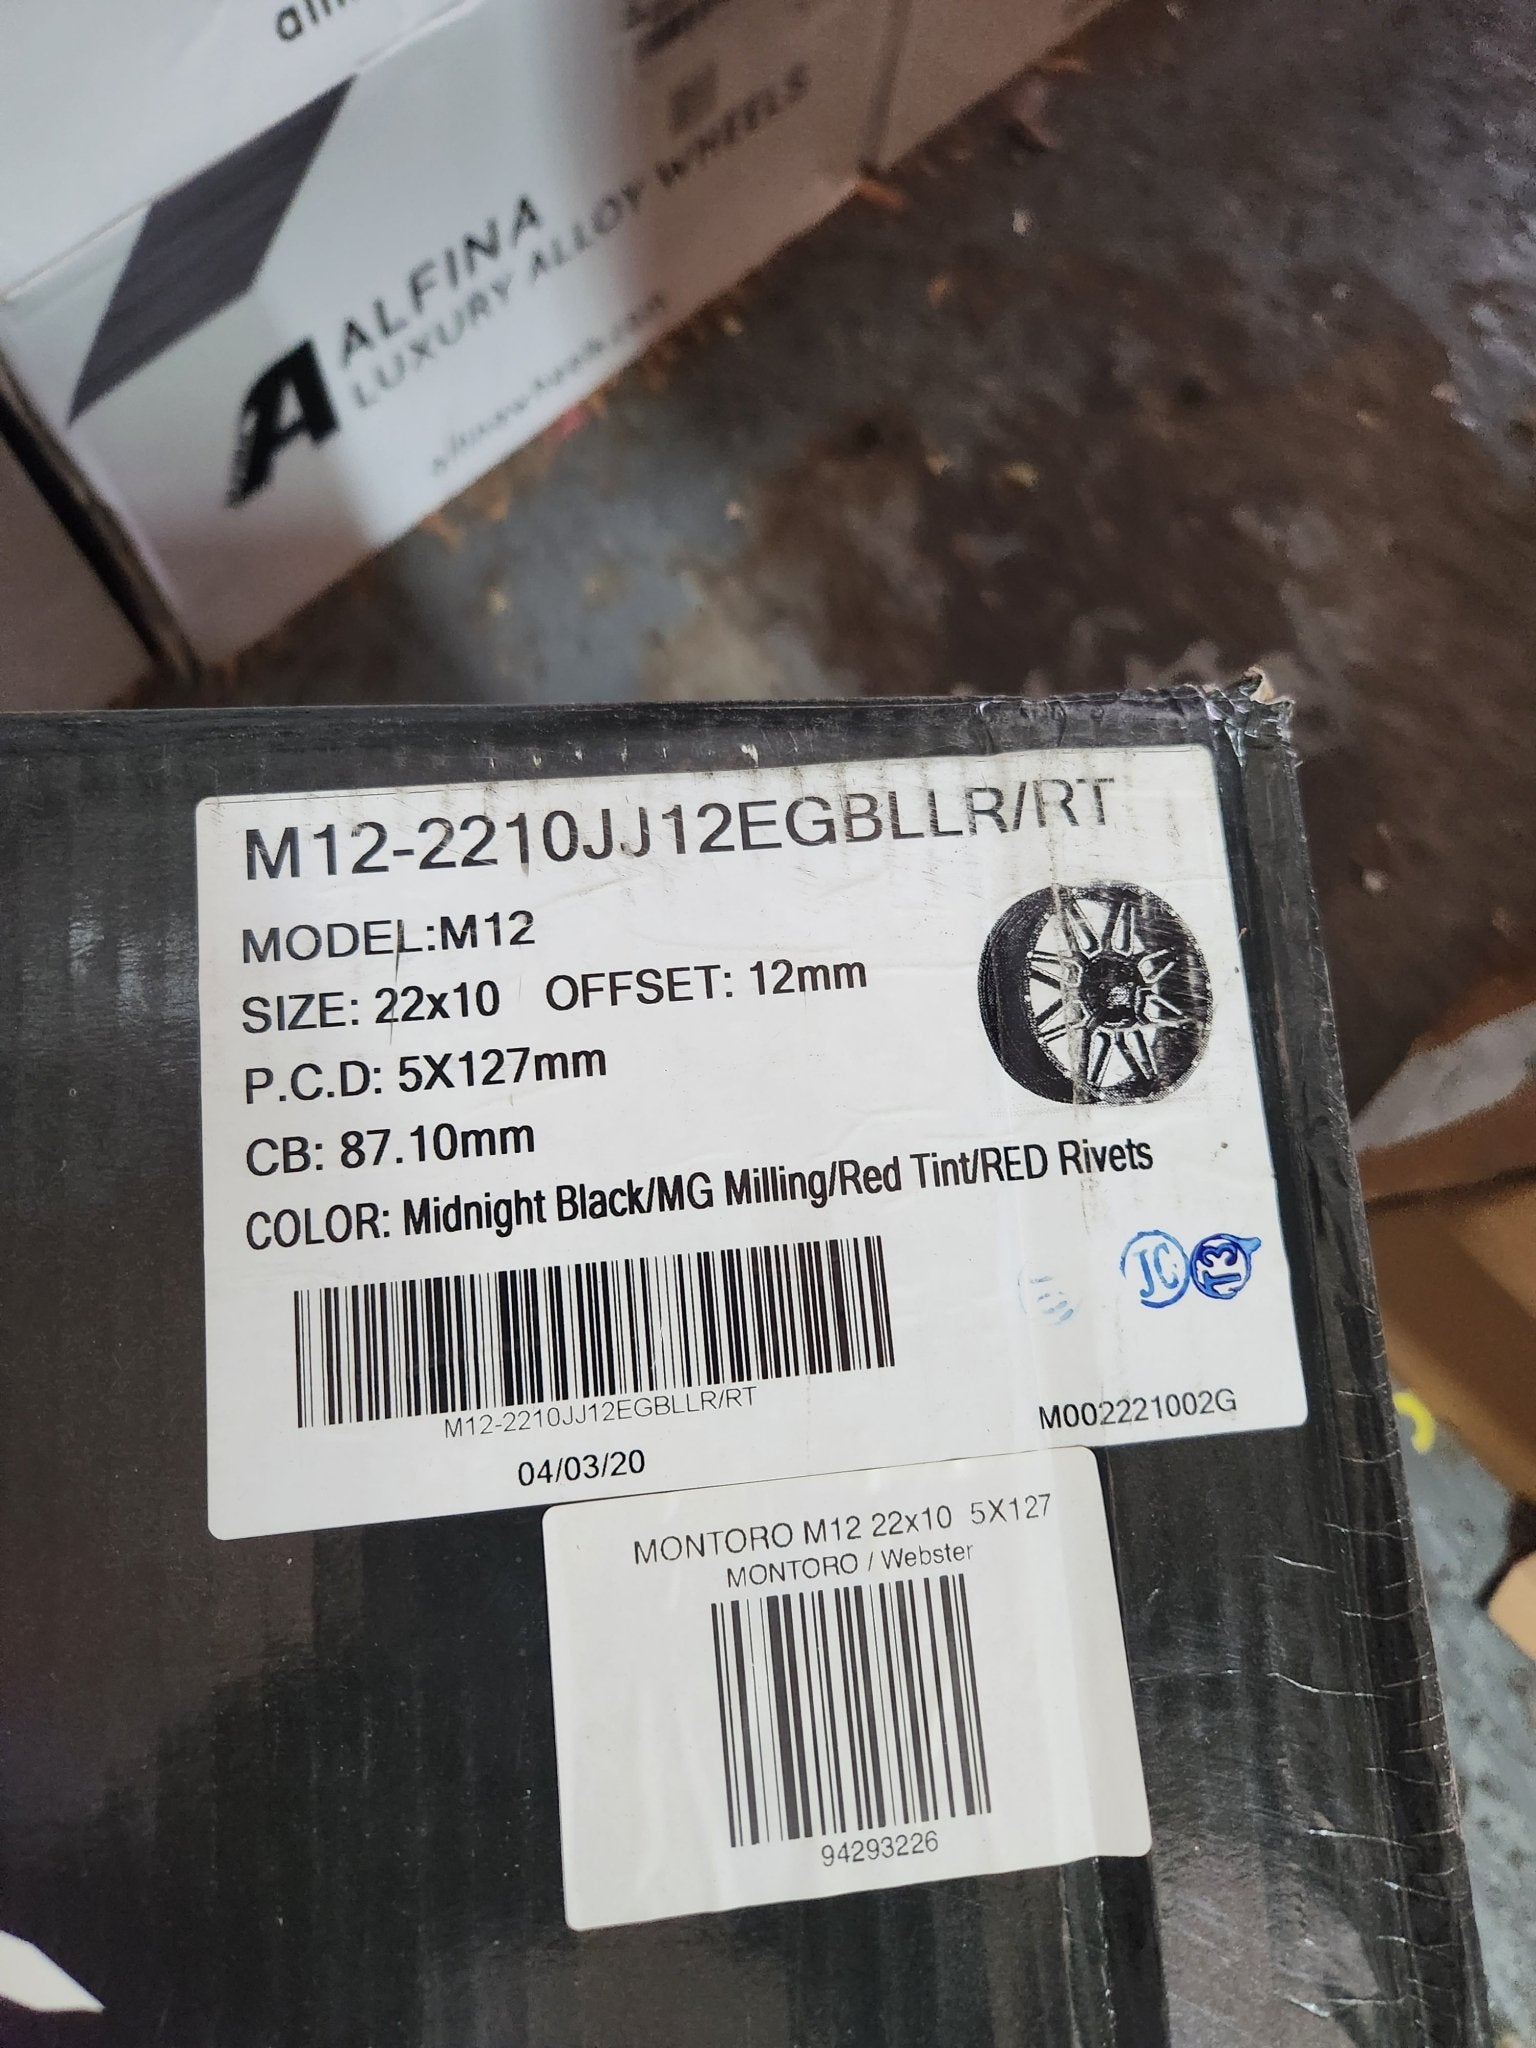 ALFINA
LUXURY ALLOY WHEELS
M12-2210JJ12EGBLLR/RT
MODEL:M12
SIZE: 22x10 OFFSET: 12mm
P.C.D: 5X127mm
CB: 87.10mm
COLOR: Midnight Black/MG Milling/Red Tint/RED Rivets
JC T3
M12-2210JJ12EGBLLR/RT
M002221002G
04/03/20
MONTORO M12 22x10 5X127
MONTORO / Webster
94293226